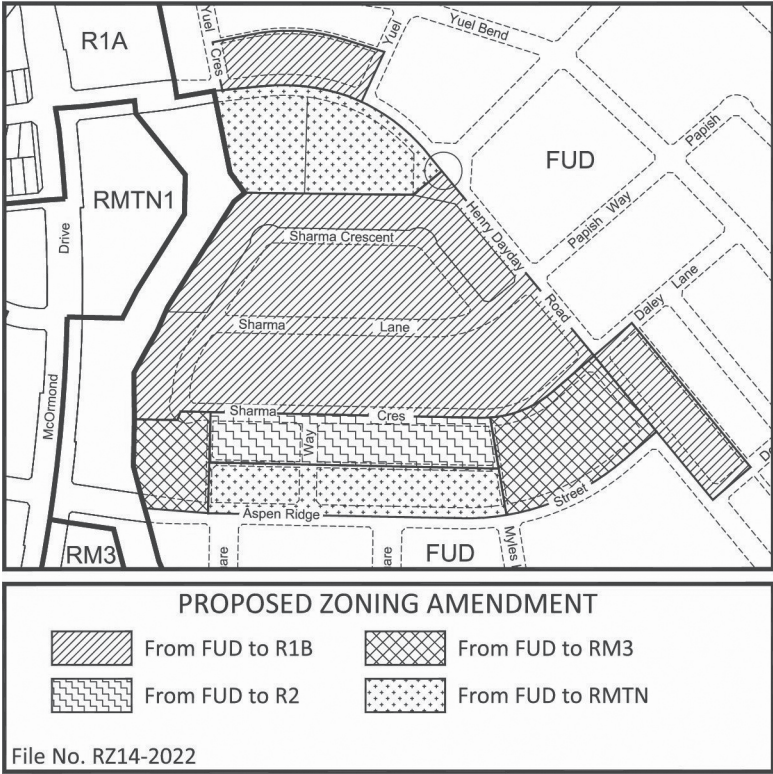 R1A
Yuel Cres
Yuel
Yuel Bend
FUD
Papish
RMTN1
Drive
Henry Dayday
Road
Papish Way
Sharma Crescent
Daley Lane
Sharma Lane
McOrmond
Sharma Cres
Way
Aspen Ridge
Street
Myles
RM3
FUD
PROPOSED ZONING AMENDMENT
From FUD to R1B
From FUD to RM3
From FUD to R2
From FUD to RMTN
File No. RZ14-2022